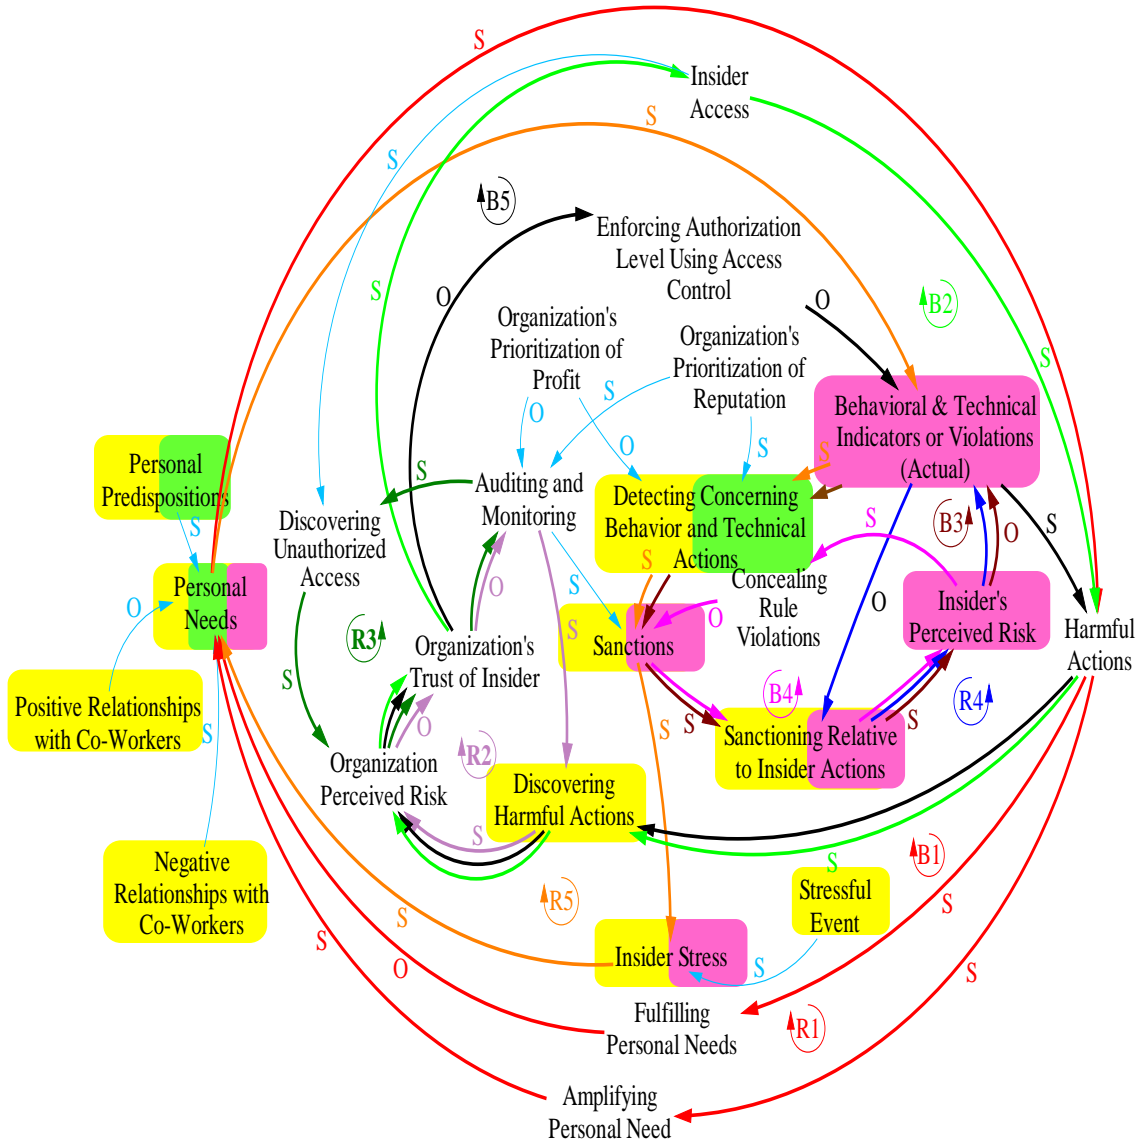 S
Insider
Access
S
S
B5
Enforcing Authorization
Level Using Access
Control
S
O
O
B2
Organization's
Prioritization of
Profit
Organization's
Prioritization of
Reputation
S
S
O
O
S
Behavioral & Technical
Indicators or Violations
(Actual)
S
Personal
Predispositions
S
S
Auditing and
Monitoring
Detecting Concerning
Behavior and Technical
Actions
Discovering
Unauthorized
Access
S
B3
O
S
S
S
O
Personal
Needs
O
S
Concealing
Rule
Violations
O
O
Insider's
Perceived Risk
Harmful
Actions
R3
Organization's
Trust of Insider
S
Sanctions
Positive Relationships
with Co-Workers
S
S
O
R2
Organization
Perceived Risk
S
S
B4
S
R4
Sanctioning Relative
to Insider Actions
Discovering
Harmful Actions
S
Negative
Relationships with
Co-Workers
S
B1
Stressful
Event
R5
S
S
S
O
Insider Stress
S
S
Fulfilling
Personal Needs
R1
Amplifying
Personal Need